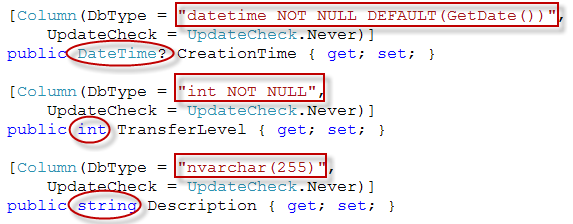 [Column(DbType = "datetime NOT NULL DEFAULT(GetDate())",
UpdateCheck = UpdateCheck.Never)]
public DateTime? CreationTime { get; set; }
[Column(DbType = "int NOT NULL",
UpdateCheck = UpdateCheck.Never)]
public int TransferLevel { get; set; }
[Column(DbType = "nvarchar(255)",
UpdateCheck = UpdateCheck.Never)]
public string Description { get; set; }